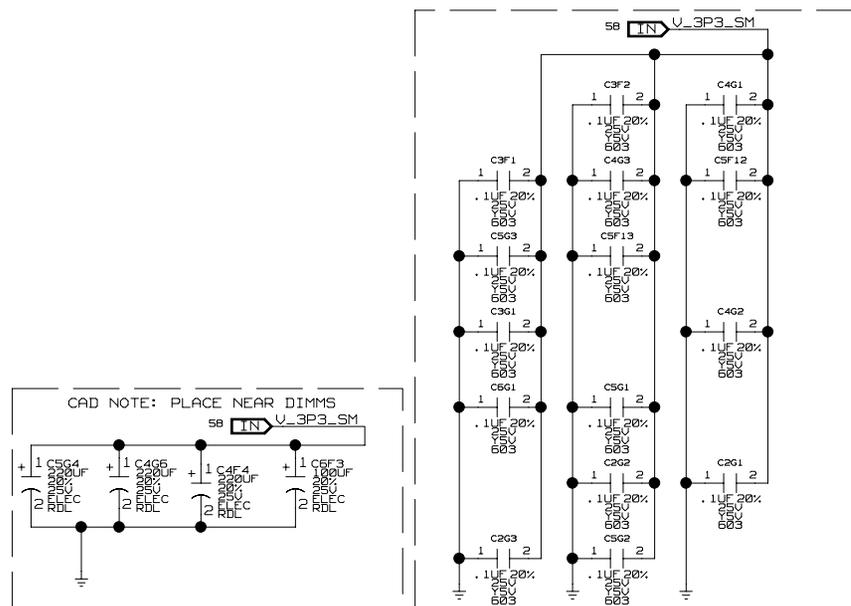 58 IN V_3P3_SM
C3F2
1 2
.1UF 20%
25V
Y5V
603
C4G1
1 2
.1UF 20%
25V
Y5V
603
C3F1
1 2
.1UF 20%
25V
Y5V
603
C4G3
1 2
.1UF 20%
25V
Y5V
603
C5F12
1 2
.1UF 20%
25V
Y5V
603
C5G3
1 2
.1UF 20%
25V
Y5V
603
C5F13
1 2
.1UF 20%
25V
Y5V
603
C3G1
1 2
.1UF 20%
25V
Y5V
603
C4G2
1 2
.1UF 20%
25V
Y5V
603
C6G1
1 2
.1UF 20%
25V
Y5V
603
C5G1
1 2
.1UF 20%
25V
Y5V
603
C2G2
1 2
.1UF 20%
25V
Y5V
603
C2G1
1 2
.1UF 20%
25V
Y5V
603
C2G3
1 2
.1UF 20%
25V
Y5V
603
C5G2
1 2
.1UF 20%
25V
Y5V
603
CAD NOTE: PLACE NEAR DIMMS
58 IN V_3P3_SM
+ 1 C5G4
220UF
20%
25V
ELEC
2 RDL
+ 1 C4G6
220UF
20%
25V
ELEC
2 RDL
+ 1 C4F4
220UF
20%
25V
ELEC
2 RDL
+ 1 C6F3
100UF
20%
25V
ELEC
2 RDL